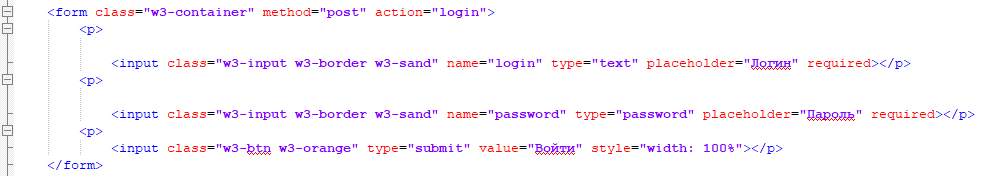 <form class="w3-container" method="post" action="login">
<p>
<input class="w3-input w3-border w3-sand" name="login" type="text" placeholder="Логин" required></p>
<p>
<input class="w3-input w3-border w3-sand" name="password" type="password" placeholder="Пароль" required></p>
<p>
<input class="w3-btn w3-orange" type="submit" value="Войти" style="width: 100%"></p>
</form>